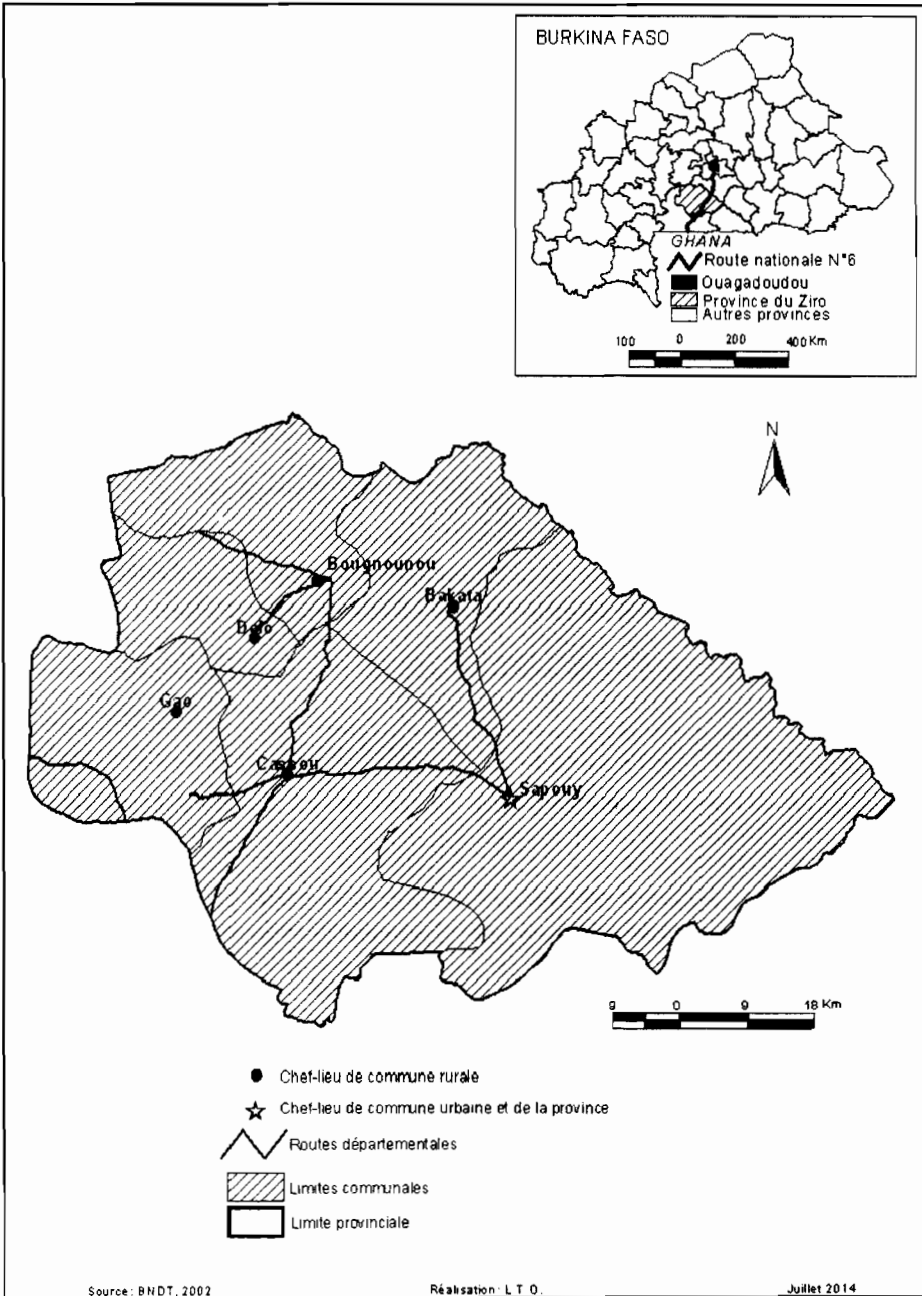 BURKINA FASO
GHANA
Route nationale N°6
Ouagadoudou
Province du Ziro
Autres provinces
100 0 200 400 Km
N
Bougnounou
Bakata
Dalo
Gao
Cassou
Sapouy
9 0 9 18 Km
Chef-lieu de commune rurale
Chef-lieu de commune urbaine et de la province
Routes départementales
Limites communales
Limite provinciale
Source: BNDT, 2002 Réalisation: L T O. Juillet 2014